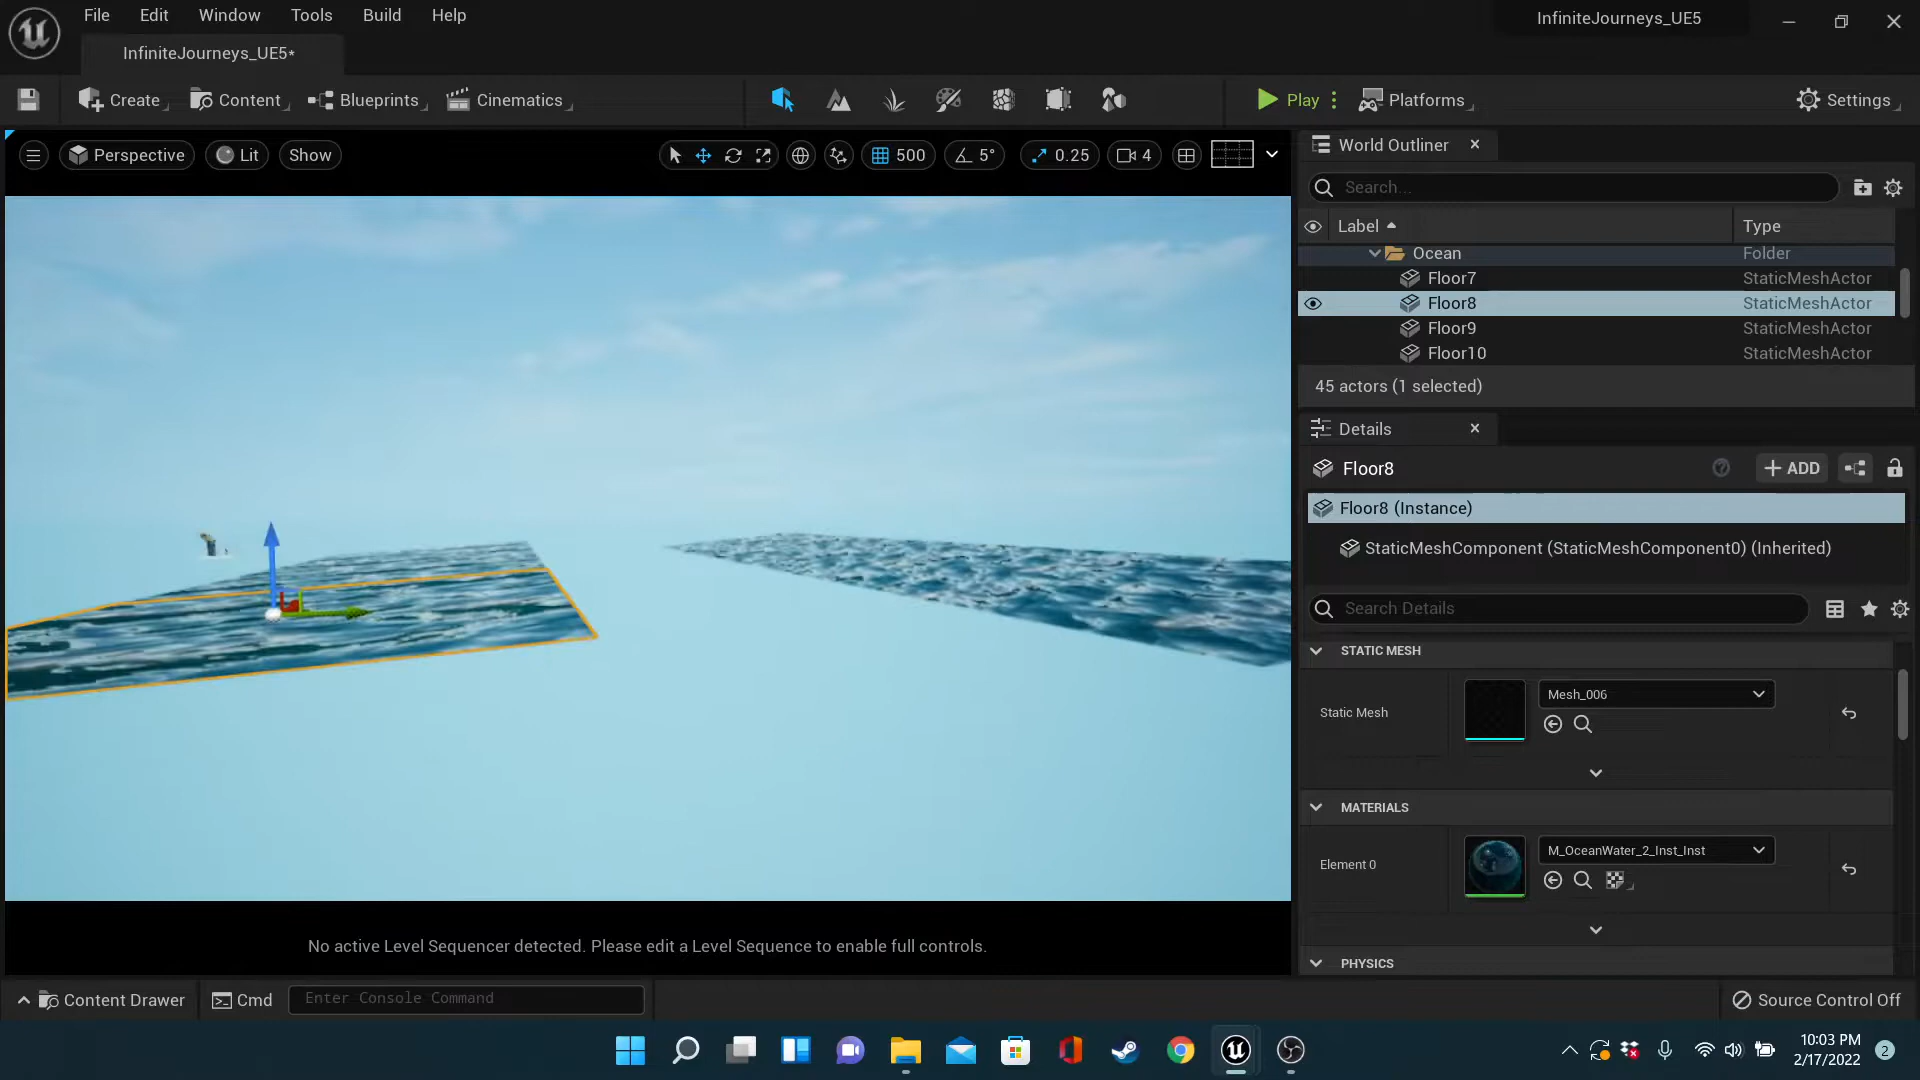 File Edit Window Tools Build Help
InfiniteJourneys_UE5
InfiniteJourneys_UE5*
Create Content Blueprints Cinematics Play Platforms Settings
Perspective Lit Show 500 5° 0.25 4
World Outliner
Search...
Label Type
Ocean Folder
Floor7 StaticMeshActor
Floor8 StaticMeshActor
Floor9 StaticMeshActor
Floor10 StaticMeshActor
45 actors (1 selected)
Details
Floor8 + ADD
Floor8 (Instance)
StaticMeshComponent (StaticMeshComponent0) (Inherited)
Search Details
STATIC MESH
Static Mesh Mesh_006
MATERIALS
Element 0 M_OceanWater_2_Inst_Inst
PHYSICS
No active Level Sequencer detected. Please edit a Level Sequence to enable full controls.
Content Drawer Cmd Enter Console Command Source Control Off
10:03 PM
2/17/2022 2